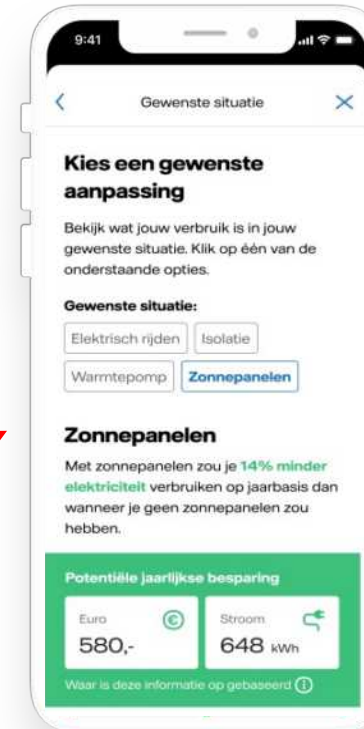 9:41
Gewenste situatie
Kies een gewenste
aanpassing
Bekijk wat jouw verbruik is in jouw
gewenste situatie. Klik op één van de
onderstaande opties.
Gewenste situatie:
Elektrisch rijden Isolatie
Warmtepomp Zonnepanelen
Zonnepanelen
Met zonnepanelen zou je 14% minder
elektriciteit verbruiken op jaarbasis dan
wanneer je geen zonnepanelen zou
hebben.
Potentiële jaarlijkse besparing
Euro Stroom
580,- 648 kWh
Waar is deze informatie op gebaseerd